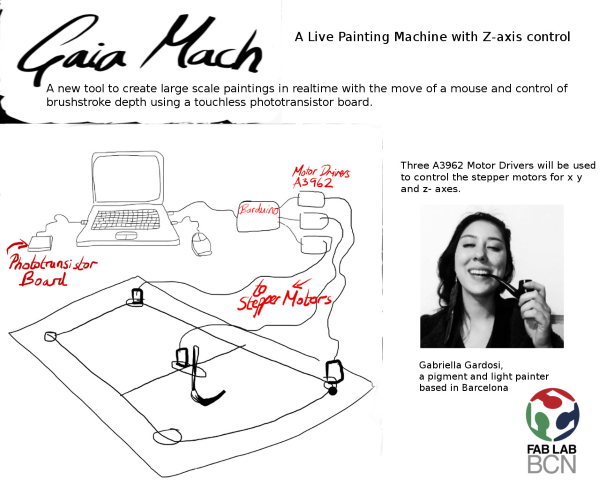 Gaia Mach
A Live Painting Machine with Z-axis control
A new tool to create large scale paintings in realtime with the move of a mouse and control of
brushstroke depth using a touchless phototransistor board.
Motor Drivers
A3962
Barduino
Phototransistor
Board
to
Stepper Motors
Three A3962 Motor Drivers will be used
to control the stepper motors for x y
and z- axes.
Gabriella Gardosi,
a pigment and light painter
based in Barcelona
FAB LAB
BCN